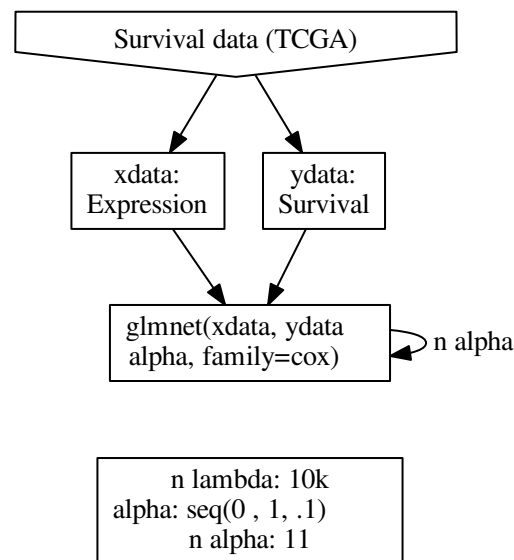 Survival data (TCGA)
xdata:
Expression
ydata:
Survival
glmnet(xdata, ydata
alpha, family=cox)
n alpha
n lambda: 10k
alpha: seq(0 , 1, .1)
n alpha: 11